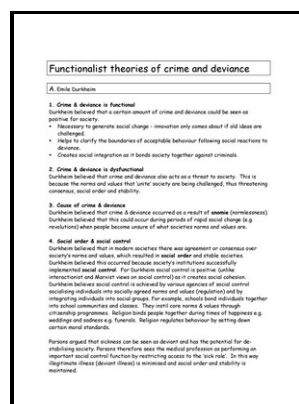 Functionalist theories of crime and deviance
A. Emile Durkheim
1. Crime & deviance is functional
Durkheim believed that a certain amount of crime and deviance could be seen as
positive for society.
• Necessary to generate social change - innovation only comes about if old ideas are
challenged.
• Helps to clarify the boundaries of acceptable behaviour following social reactions to
deviance.
• Creates social integration as it bonds society together against criminals.
2. Crime & deviance is dysfunctional
Durkheim believed that crime and deviance also acts as a threat to society. This is
because the norms and values that 'unite' society are being challenged, thus threatening
consensus, social order and stability.
3. Cause of crime & deviance
Durkheim believed that crime & deviance occurred as a result of anomie (normlessness).
Durkheim believed that this could occur during periods of rapid social change (e.g.
revolutions) when people become unsure of what societies norms and values are.
4. Social order & social control
Durkheim believed that in modern societies there was agreement or consensus over
society's norms and values, which resulted in social order and stable societies.
Durkheim believed this occurred because society's institutions successfully
implemented social control. For Durkheim social control is positive (unlike
interactionist and Marxist views on social control) as it creates social cohesion.
Durkheim believes social control is achieved by various agencies of social control
socialising individuals into socially agreed norms and values (regulation) and by
integrating individuals into social groups. For example, schools bond individuals together
into school communities and classes. They instil core norms & values through
citizenship programmes. Religion binds people together during times of happiness e.g.
weddings and sadness e.g. funerals. Religion regulates behaviour by setting down
certain moral standards.
Parsons argued that sickness can be seen as deviant and has the potential for de-
stabilising society. Parsons therefore sees the medical profession as performing an
important social control function by restricting access to the 'sick role'. In this way
illegitimate illness (deviant illness) is minimised and social order and stability is
maintained.